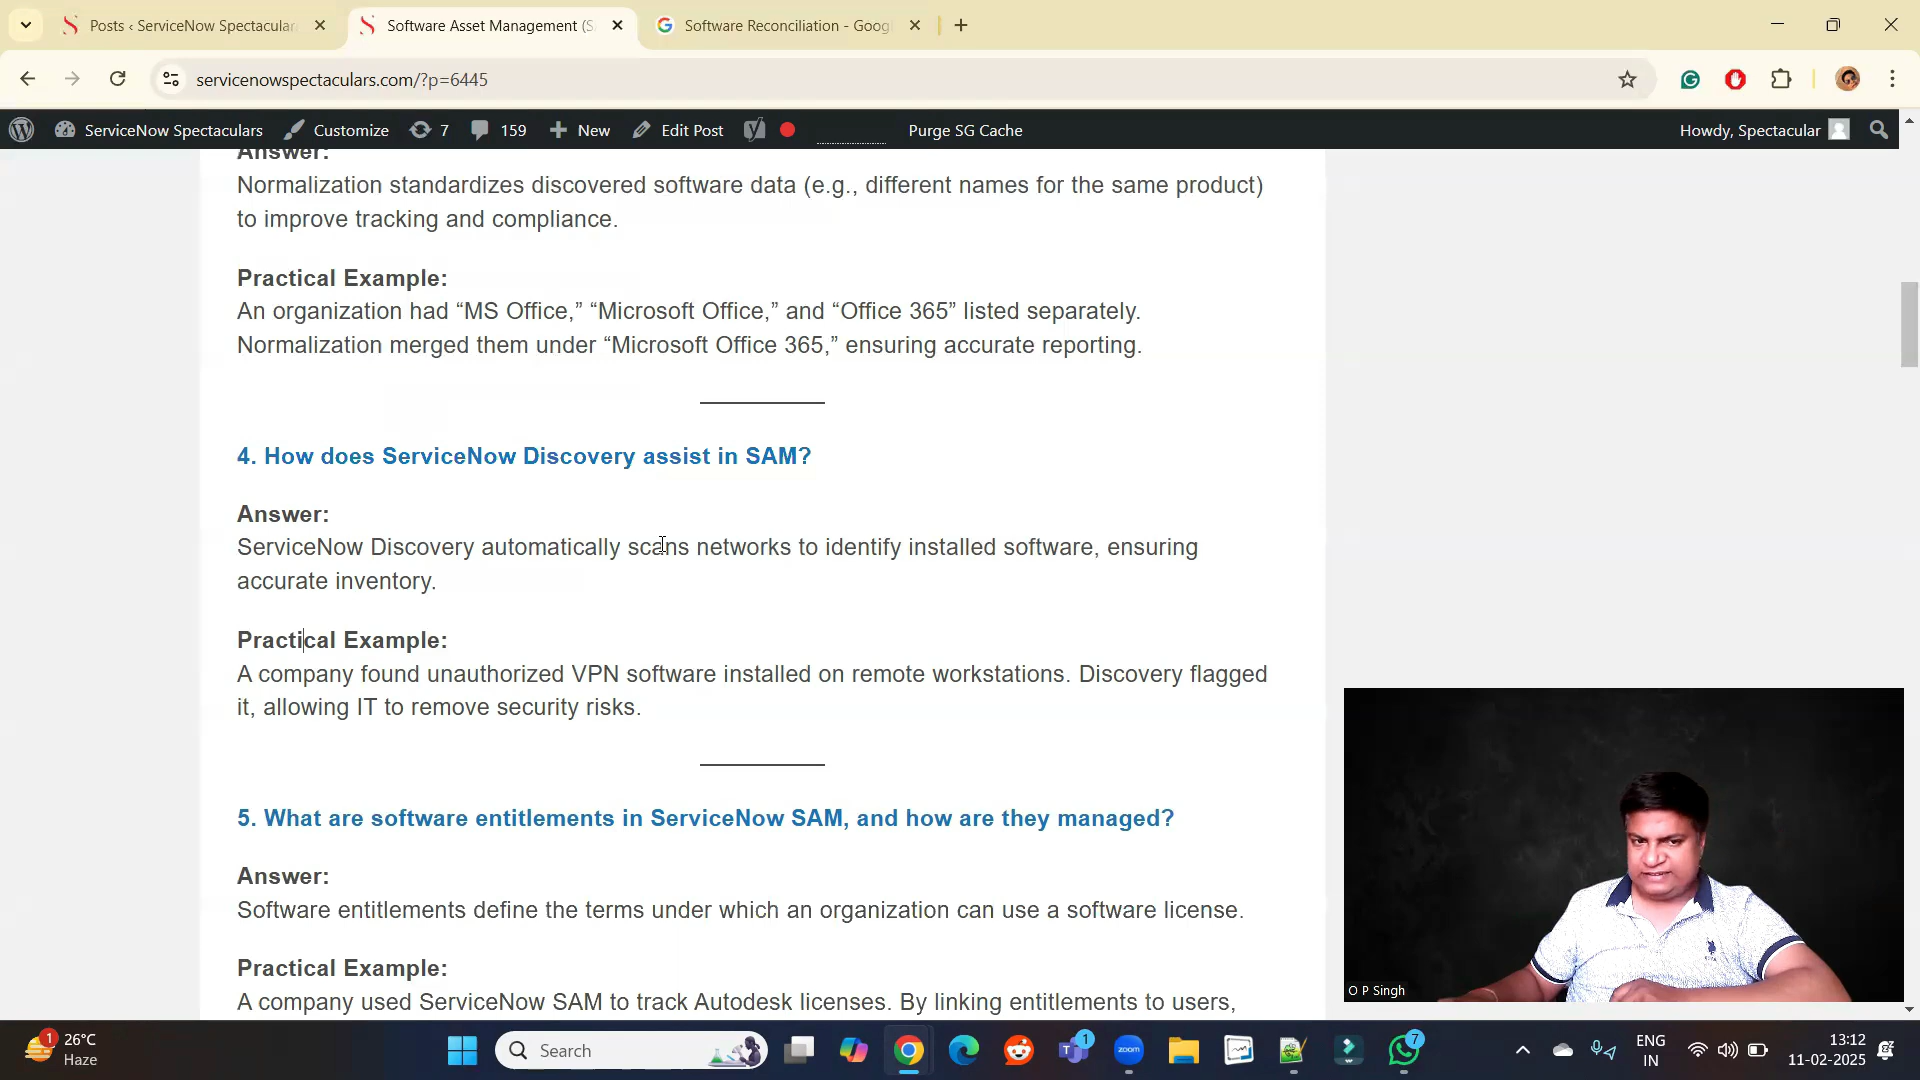 Posts ‹ ServiceNow Spectacular
Software Asset Management (S
Software Reconciliation - Goog
servicenowspectaculars.com/?p=6445
ServiceNow Spectaculars
Customize
7
159
New
Edit Post
Purge SG Cache
Howdy, Spectacular
Answer:
Normalization standardizes discovered software data (e.g., different names for the same product)
to improve tracking and compliance.
Practical Example:
An organization had “MS Office,” “Microsoft Office,” and “Office 365” listed separately.
Normalization merged them under “Microsoft Office 365,” ensuring accurate reporting.
4. How does ServiceNow Discovery assist in SAM?
Answer:
ServiceNow Discovery automatically scans networks to identify installed software, ensuring
accurate inventory.
Practical Example:
A company found unauthorized VPN software installed on remote workstations. Discovery flagged
it, allowing IT to remove security risks.
5. What are software entitlements in ServiceNow SAM, and how are they managed?
Answer:
Software entitlements define the terms under which an organization can use a software license.
Practical Example:
A company used ServiceNow SAM to track Autodesk licenses. By linking entitlements to users,
O P Singh
1
26°C
Haze
Search
1
zoom
7
ENG
IN
13:12
11-02-2025